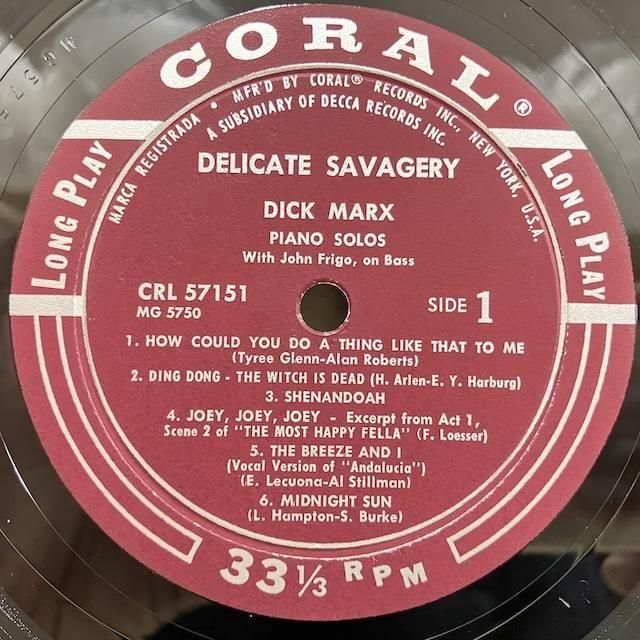 CORAL®
MARCA REGISTRADA • MFR'D BY CORAL® RECORDS INC., NEW YORK, U.S.A.
A SUBSIDIARY OF DECCA RECORDS INC.
LONG PLAY
LONG PLAY
DELICATE SAVAGERY
DICK MARX
PIANO SOLOS
With John Frigo, on Bass
CRL 57151
MG 5750
SIDE 1
1. HOW COULD YOU DO A THING LIKE THAT TO ME
(Tyree Glenn-Alan Roberts)
2. DING DONG - THE WITCH IS DEAD (H. Arlen-E. Y. Harburg)
3. SHENANDOAH
4. JOEY, JOEY, JOEY - Excerpt from Act 1,
Scene 2 of "THE MOST HAPPY FELLA" (F. Loesser)
5. THE BREEZE AND I
(Vocal Version of "Andalucia")
(E. Lecuona-Al Stillman)
6. MIDNIGHT SUN
(L. Hampton-S. Burke)
33 1/3 RPM